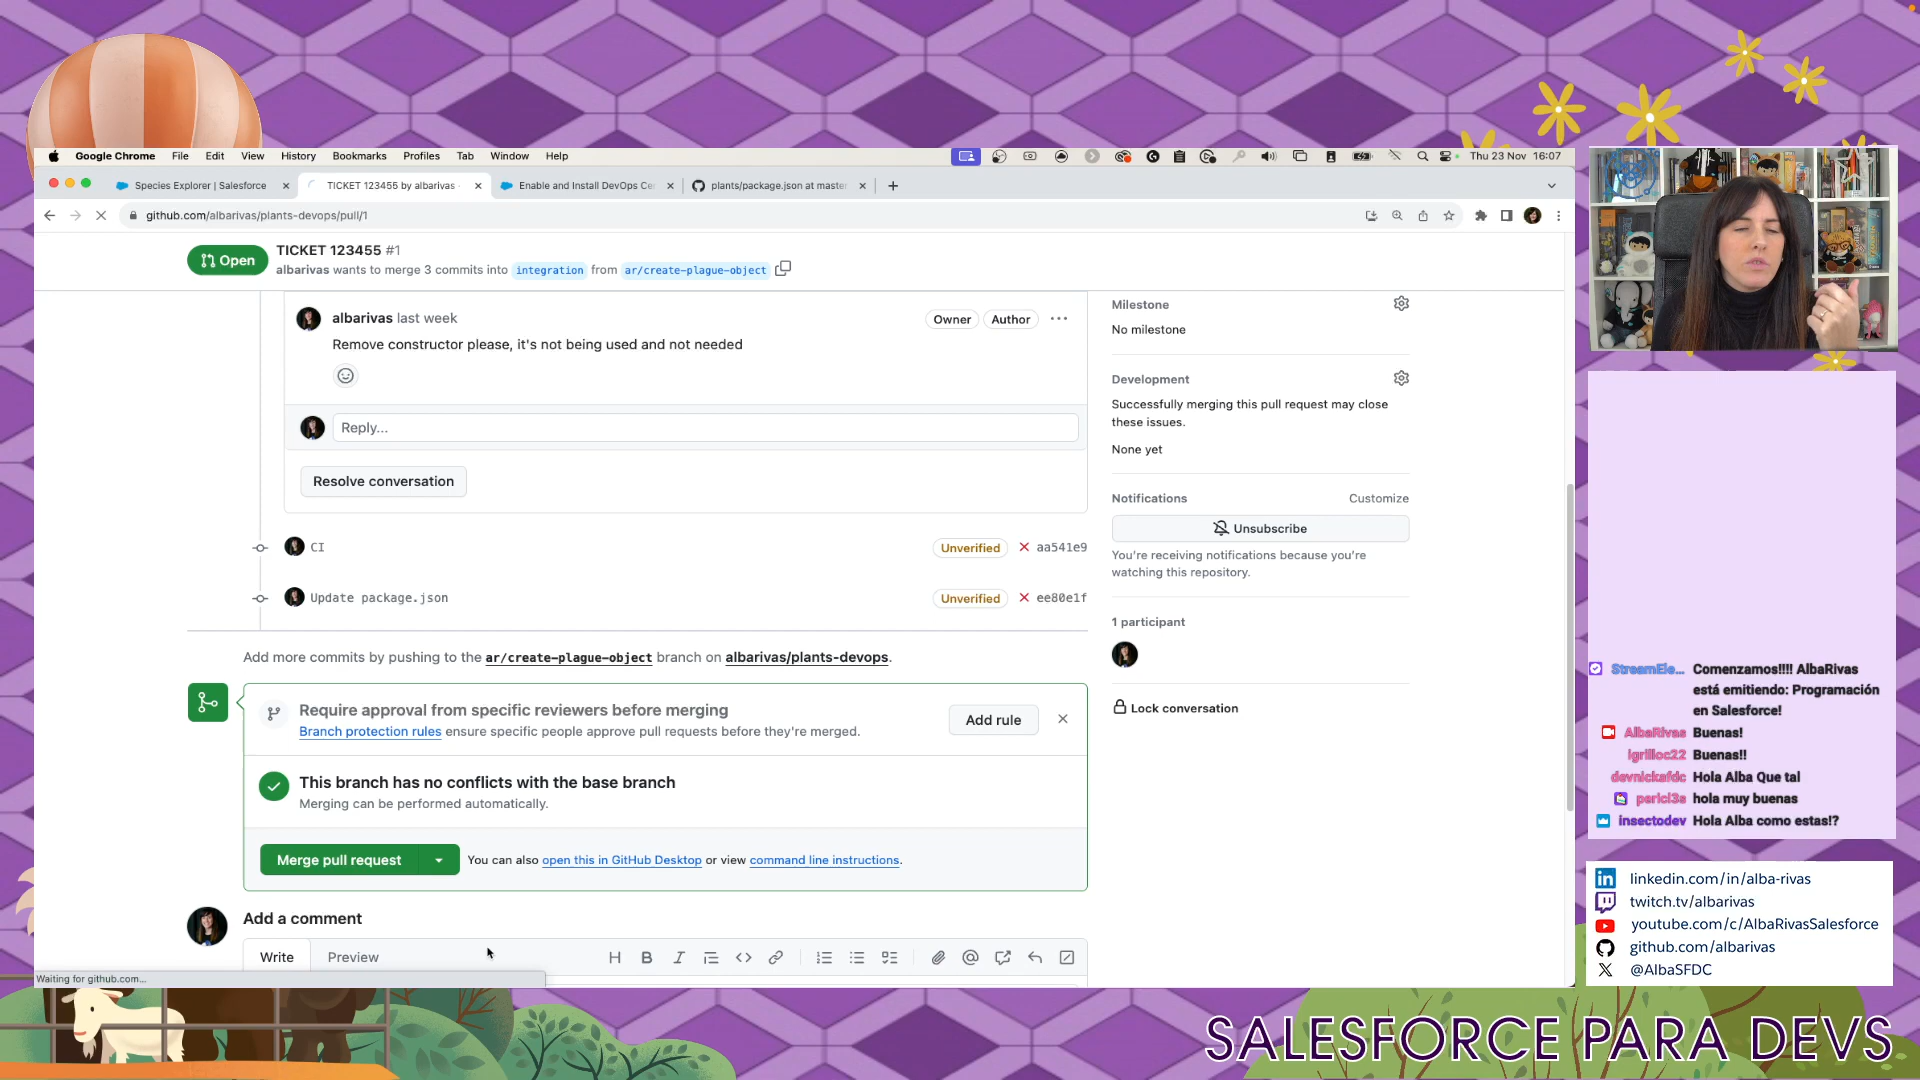 Google Chrome File Edit View History Bookmarks Profiles Tab Window Help
Thu 23 Nov 16:07
Species Explorer | Salesforce
TICKET 123455 by albarivas
Enable and Install DevOps Cen
plants/package.json at maste
github.com/albarivas/plants-devops/pull/1
Open
TICKET 123455 #1
albarivas wants to merge 3 commits into integration from ar/create-plague-object
albarivas last week
Owner
Author
Remove constructor please, it's not being used and not needed
Reply...
Resolve conversation
CI
Unverified
aa541e9
Update package.json
Unverified
ee80e1f
Add more commits by pushing to the ar/create-plague-object branch on albarivas/plants-devops.
Require approval from specific reviewers before merging
Branch protection rules ensure specific people approve pull requests before they're merged.
Add rule
This branch has no conflicts with the base branch
Merging can be performed automatically.
Merge pull request
You can also open this in GitHub Desktop or view command line instructions.
Add a comment
Write
Preview
Waiting for github.com...
Milestone
No milestone
Development
Successfully merging this pull request may close
these issues.
None yet
Notifications
Customize
Unsubscribe
You're receiving notifications because you're
watching this repository.
1 participant
Lock conversation
StreamEle... Comenzamos!!!! AlbaRivas
está emitiendo: Programación
en Salesforce!
AlbaRivas Buenas!
igrilloc22 Buenas!!
devnickafdc Hola Alba Que tal
hola muy buenas
insectodev Hola Alba como estas!?
linkedin.com/in/alba-rivas
twitch.tv/albarivas
youtube.com/c/AlbaRivasSalesforce
github.com/albarivas
@AlbaSFDC
SALESFORCE PARA DEVS